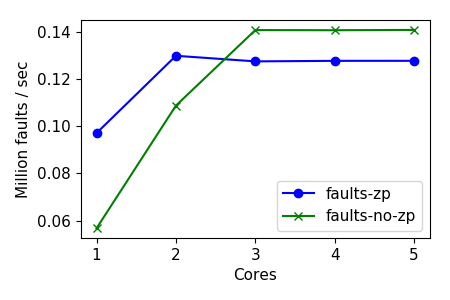 0.14
0.12
0.10
0.08
0.06
Million faults / sec
faults-zp
faults-no-zp
1 2 3 4 5
Cores